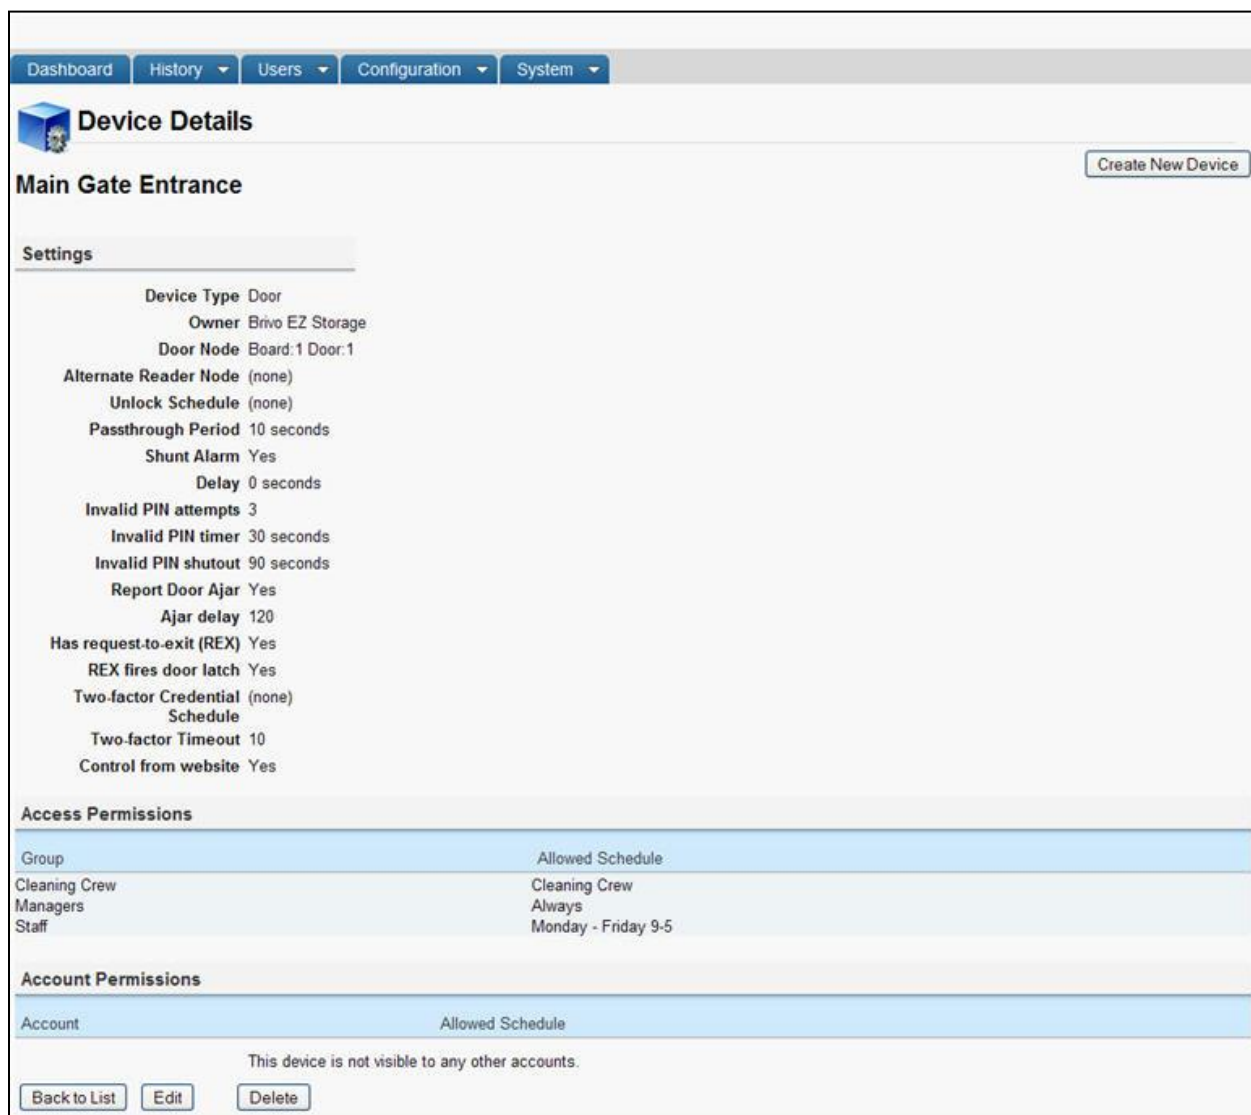 Dashboard History Users Configuration System
Device Details
Create New Device
Main Gate Entrance
Settings
Device Type Door
Owner Brivo EZ Storage
Door Node Board:1 Door:1
Alternate Reader Node (none)
Unlock Schedule (none)
Passthrough Period 10 seconds
Shunt Alarm Yes
Delay 0 seconds
Invalid PIN attempts 3
Invalid PIN timer 30 seconds
Invalid PIN shutout 90 seconds
Report Door Ajar Yes
Ajar delay 120
Has request-to-exit (REX) Yes
REX fires door latch Yes
Two-factor Credential (none)
Schedule
Two-factor Timeout 10
Control from website Yes
Access Permissions
Group Allowed Schedule
Cleaning Crew Cleaning Crew
Managers Always
Staff Monday - Friday 9-5
Account Permissions
Account Allowed Schedule
This device is not visible to any other accounts.
Back to List Edit Delete